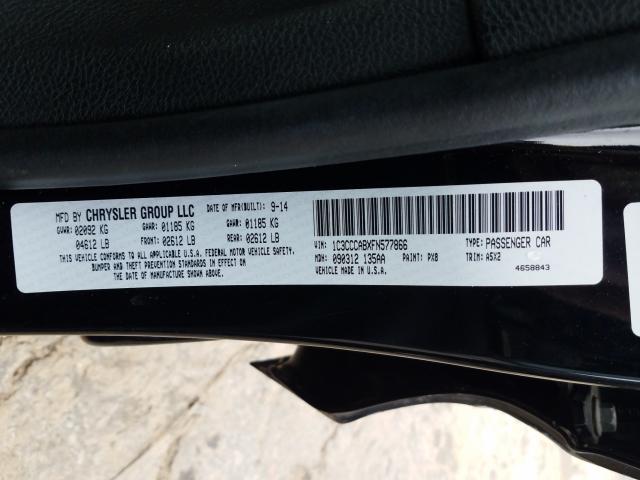 MFD BY CHRYSLER GROUP LLC DATE OF MFR(BUILT): 9-14
GVWR: 02092 KG GAWR: 01185 KG GAWR: 01185 KG
04612 LB FRONT: 02612 LB REAR: 02612 LB
THIS VEHICLE CONFORMS TO ALL APPLICABLE U.S.A. FEDERAL MOTOR VEHICLE SAFETY,
BUMPER AND THEFT PREVENTION STANDARDS IN EFFECT ON
THE DATE OF MANUFACTURE SHOWN ABOVE.
VIN: 1C3CCCABXFN577866 TYPE: PASSENGER CAR
MDH: 090312 135AA PAINT: PX8 TRIM: A5X2
VEHICLE MADE IN U.S.A. 4658843